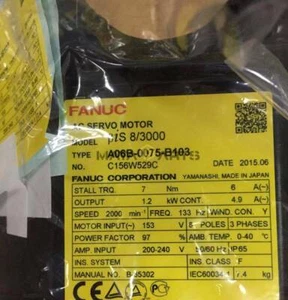 FANUC
AC SERVO MOTOR
MODEL βiS 8/3000
TYPE A06B-0075-B103
NO. C156W529C DATE 2015.06
FANUC CORPORATION YAMANASHI, MADE IN JAPAN
STALL TRQ. 7 Nm 6 A(~)
OUTPUT 1.2 kW CONT. 4.9 A(~)
SPEED 2000 min⁻¹ FREQ. 133 Hz WIND. CON. Y
MOTOR INPUT(~) 153 V 8 POLES 3 PHASES
POWER FACTOR 97 % AMB. TEMP. 0-40 °C
AMP. INPUT 200-240 V 50/60 Hz IP65
INS. SYSTEM INS. CLASS F
MANUAL NO. B-65302 IEC60034-1 7.4 kg